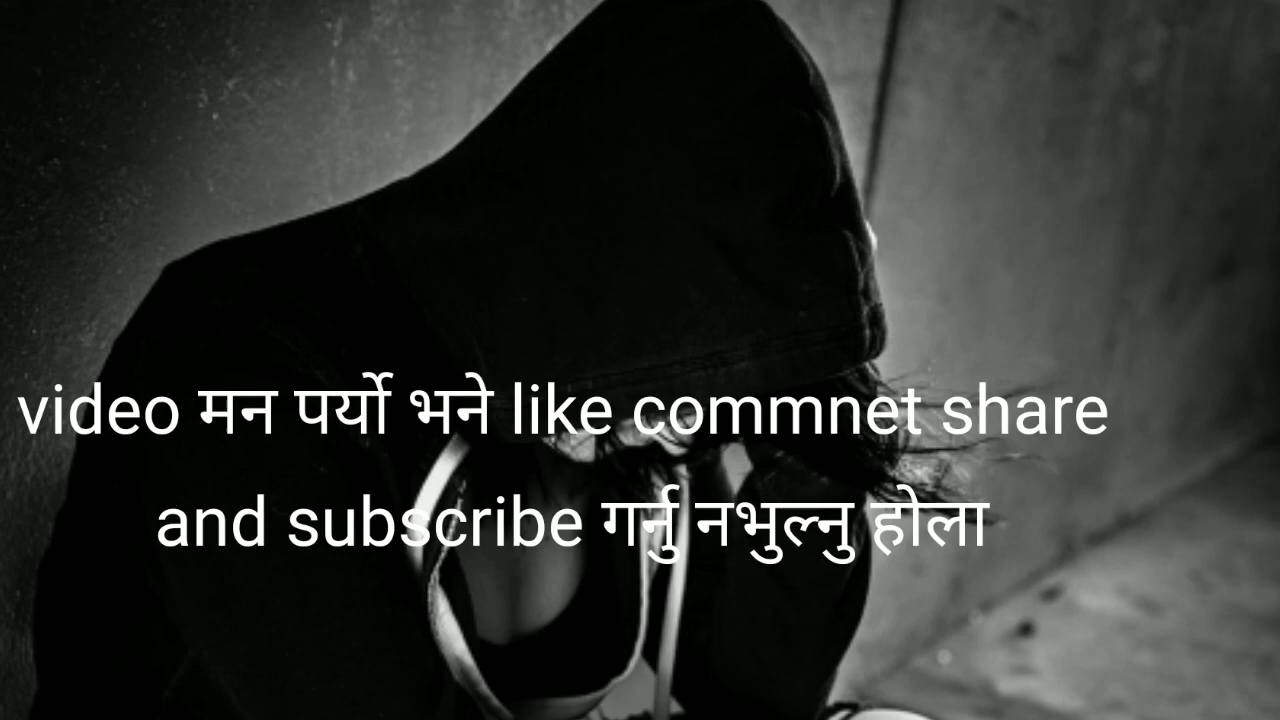 video मन पर्यो भने like commnet share
and subscribe गर्नु नभुल्नु होला